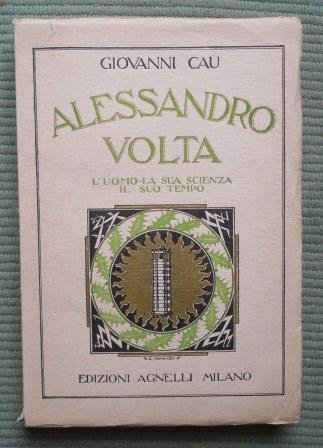 GIOVANNI CAU
ALESSANDRO
VOLTA
L'UOMO-LA SUA SCIENZA
IL SUO TEMPO
EDIZIONI AGNELLI MILANO